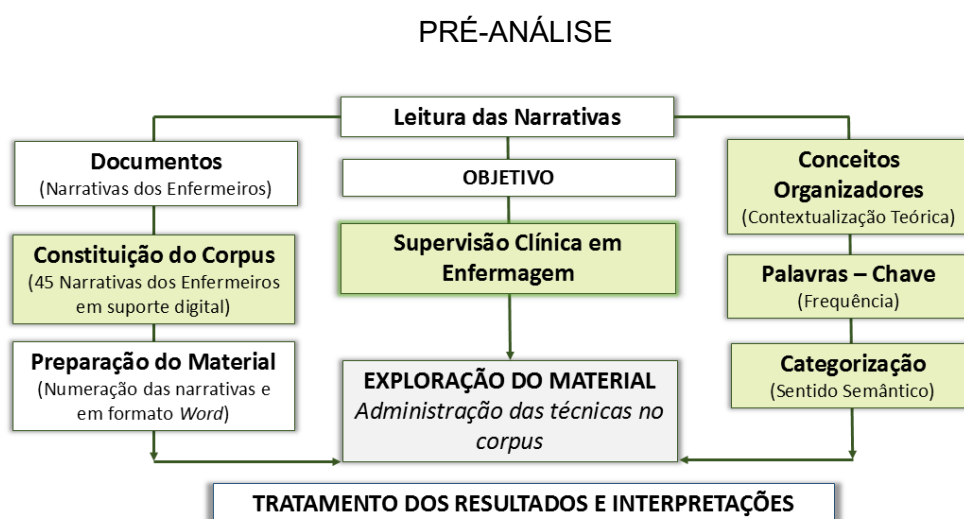 PRÉ-ANÁLISE
Leitura das Narrativas
Documentos
(Narrativas dos Enfermeiros)
Constituição do Corpus
(45 Narrativas dos Enfermeiros
em suporte digital)
Preparação do Material
(Numeração das narrativas e
em formato Word)
OBJETIVO
Supervisão Clínica em
Enfermagem
EXPLORAÇÃO DO MATERIAL
Administração das técnicas no
corpus
Conceitos
Organizadores
(Contextualização Teórica)
Palavras – Chave
(Frequência)
Categorização
(Sentido Semântico)
TRATAMENTO DOS RESULTADOS E INTERPRETAÇÕES